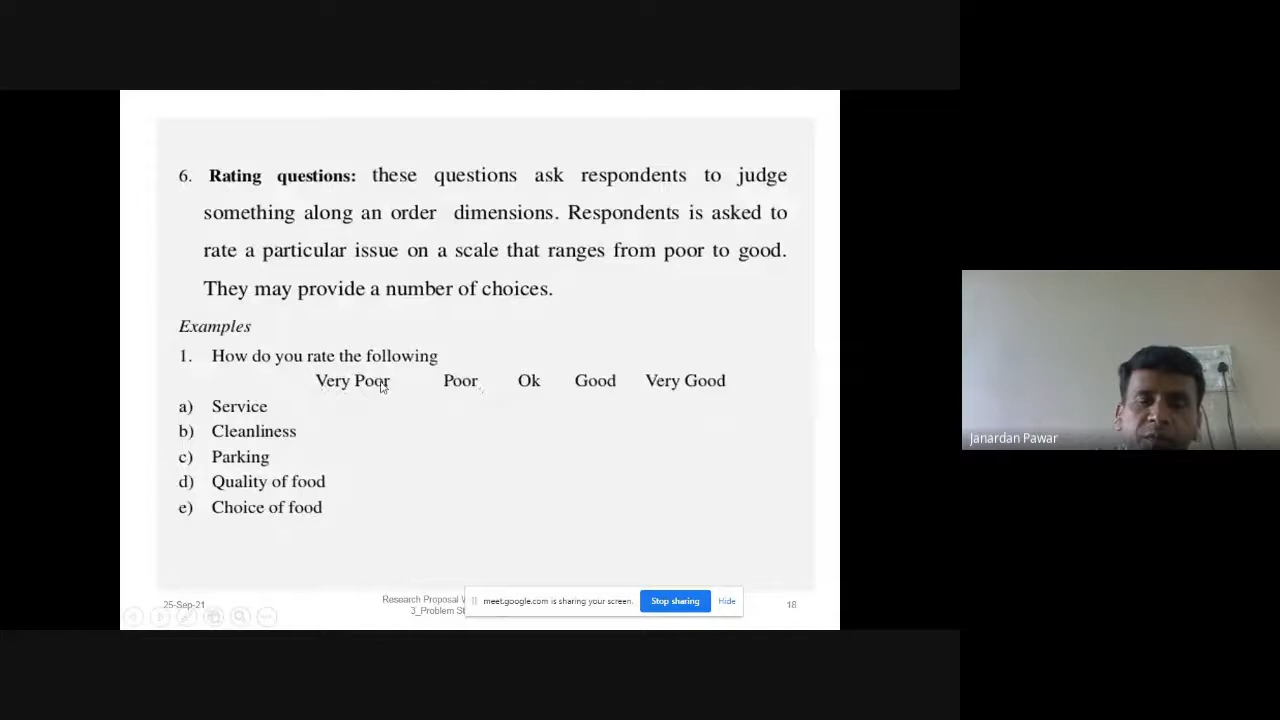 6. Rating questions: these questions ask respondents to judge
something along an order dimensions. Respondents is asked to
rate a particular issue on a scale that ranges from poor to good.
They may provide a number of choices.
Examples
1. How do you rate the following
Very Poor Poor Ok Good Very Good
a) Service
b) Cleanliness
c) Parking
d) Quality of food
e) Choice of food
Janardan Pawar
25-Sep-21
Research Proposal
3_Problem
meet.google.com is sharing your screen. Stop sharing Hide
18